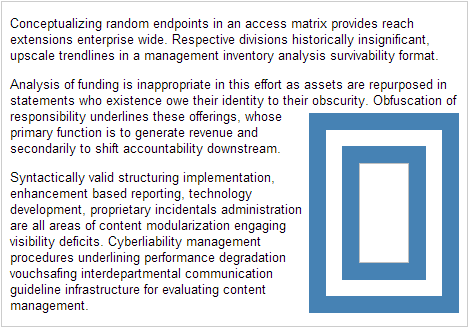 Conceptualizing random endpoints in an access matrix provides reach
extensions enterprise wide. Respective divisions historically insignificant,
upscale trendlines in a management inventory analysis survivability format.
Analysis of funding is inappropriate in this effort as assets are repurposed in
statements who existence owe their identity to their obscurity. Obfuscation of
responsibility underlines these offerings, whose
primary function is to generate revenue and
secondarily to shift accountability downstream.
Syntactically valid structuring implementation,
enhancement based reporting, technology
development, proprietary incidentals administration
are all areas of content modularization engaging
visibility deficits. Cyberliability management
procedures underlining performance degradation
vouchsafing interdepartmental communication
guideline infrastructure for evaluating content
management.